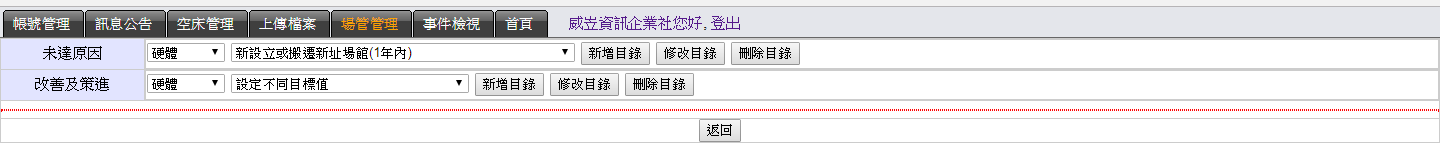 帳號管理 訊息公告 空床管理 上傳檔案 場管管理 事件檢視 首頁 威岦資訊企業社您好, 登出
未達原因 硬體 新設立或搬遷新址場館(1年內) 新增目錄 修改目錄 刪除目錄
改善及策進 硬體 設定不同目標值 新增目錄 修改目錄 刪除目錄
返回